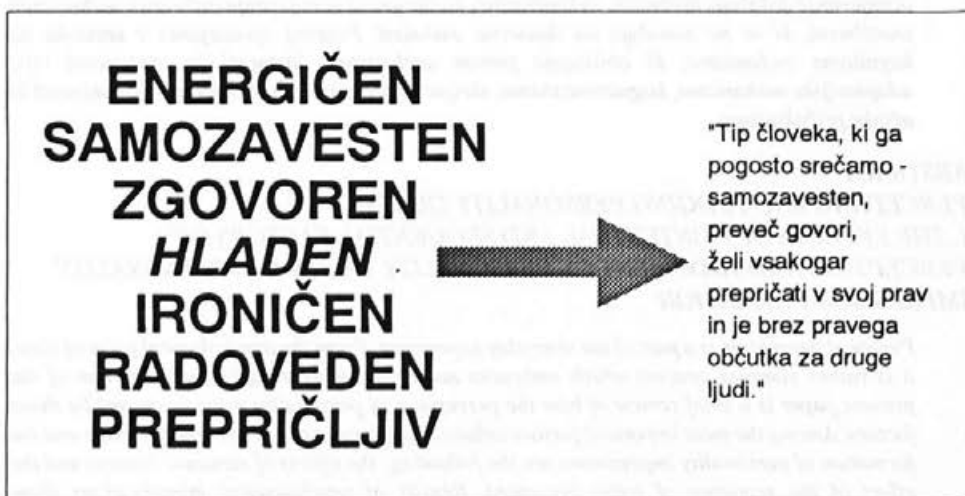 ENERGIČEN
SAMOZAVESTEN
ZGOVOREN
HLADEN
IRONIČEN
RADOVEDEN
PREPRIČLJIV
"Tip človeka, ki ga
pogosto srečamo -
samozavesten,
preveč govori,
želi vsakogar
prepričati v svoj prav
in je brez pravega
občutka za druge
ljudi."